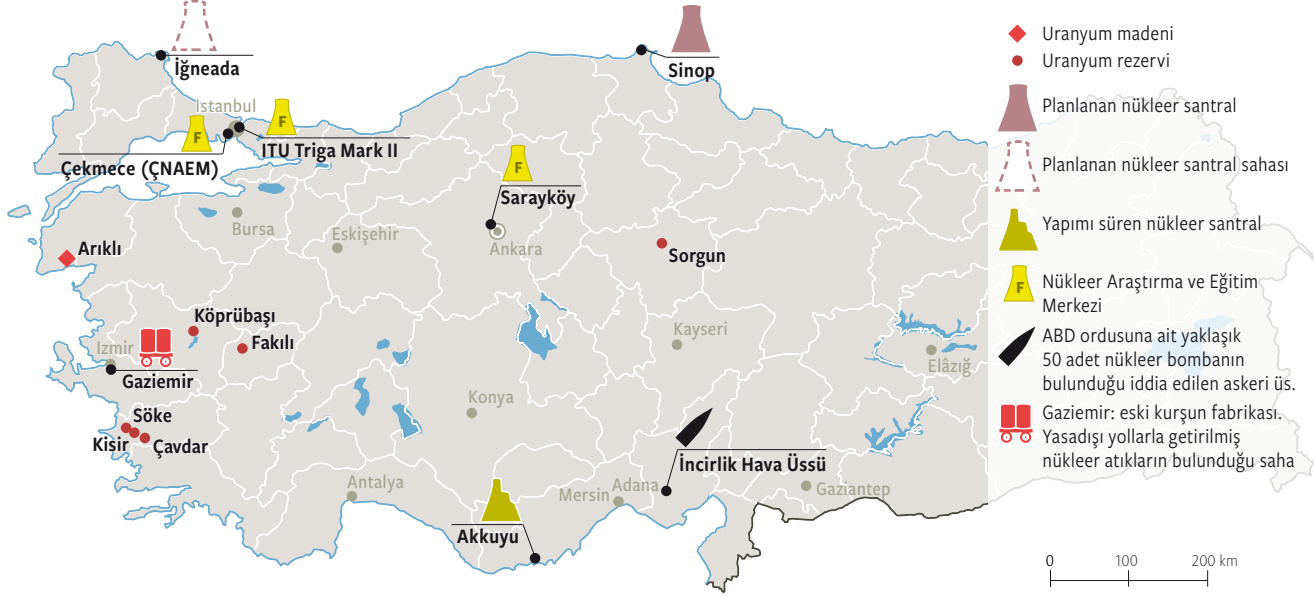 İğneada
Sinop
Istanbul
F
F
ITU Triga Mark II
Çekmece (ÇNAEM)
F
Sarayköy
Bursa
Eskişehir
Ankara
Arıklı
Sorgun
Köprübaşı
Fakılı
Kayseri
Elâzığ
Izmir
Gaziemir
Konya
Söke
Kisir
Çavdar
İncirlik Hava Üssü
Antalya
Mersin
Adana
Gaziantep
Akkuyu
Uranyum madeni
Uranyum rezervi
Planlanan nükleer santral
Planlanan nükleer santral sahası
Yapımı süren nükleer santral
F
Nükleer Araştırma ve Eğitim
Merkezi
ABD ordusuna ait yaklaşık
50 adet nükleer bombanın
bulunduğu iddia edilen askeri üs.
Gaziemir: eski kurşun fabrikası.
Yasadışı yollarla getirilmiş
nükleer atıkların bulunduğu saha
0 100 200 km